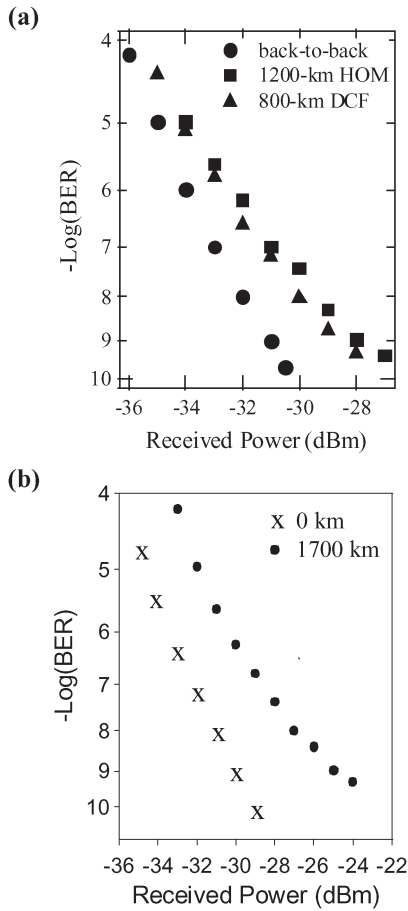 (a)
4
back-to-back
1200-km HOM
800-km DCF
5
6
7
8
9
10
-Log(BER)
-36 -34 -32 -30 -28
Received Power (dBm)
(b)
4
x 0 km
1700 km
5
6
7
8
9
10
-Log(BER)
-36 -34 -32 -30 -28 -26 -24 -22
Received Power (dBm)